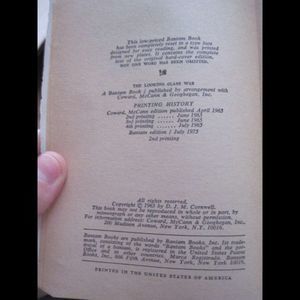 This low-priced Bantam Book
has been completely reset in a type face
designed for easy reading, and was printed
from new plates. It contains the complete
text of the original hard-cover edition.
NOT ONE WORD HAS BEEN OMITTED.
THE LOOKING GLASS WAR
A Bantam Book / published by arrangement with
Coward, McCann & Geoghegan, Inc.
PRINTING HISTORY
Coward, McCann edition published April 1965
2nd printing ...... June 1965
3rd printing ...... June 1965
4th printing ...... July 1965
Bantam edition / July 1975
2nd printing
All rights reserved.
Copyright © 1965 by D. J. M. Cornwell.
This book may not be reproduced in whole or in part, by
mimeograph or any other means, without permission.
For information address: Coward, McCann & Geoghegan, Inc.,
200 Madison Avenue, New York, N.Y. 10016.
Bantam Books are published by Bantam Books, Inc. Its trade-
mark, consisting of the words "Bantam Books" and the por-
trayal of a bantam, is registered in the United States Patent
Office and in other countries. Marca Registrada. Bantam
Books, Inc., 666 Fifth Avenue, New York, New York 10019.
PRINTED IN THE UNITED STATES OF AMERICA